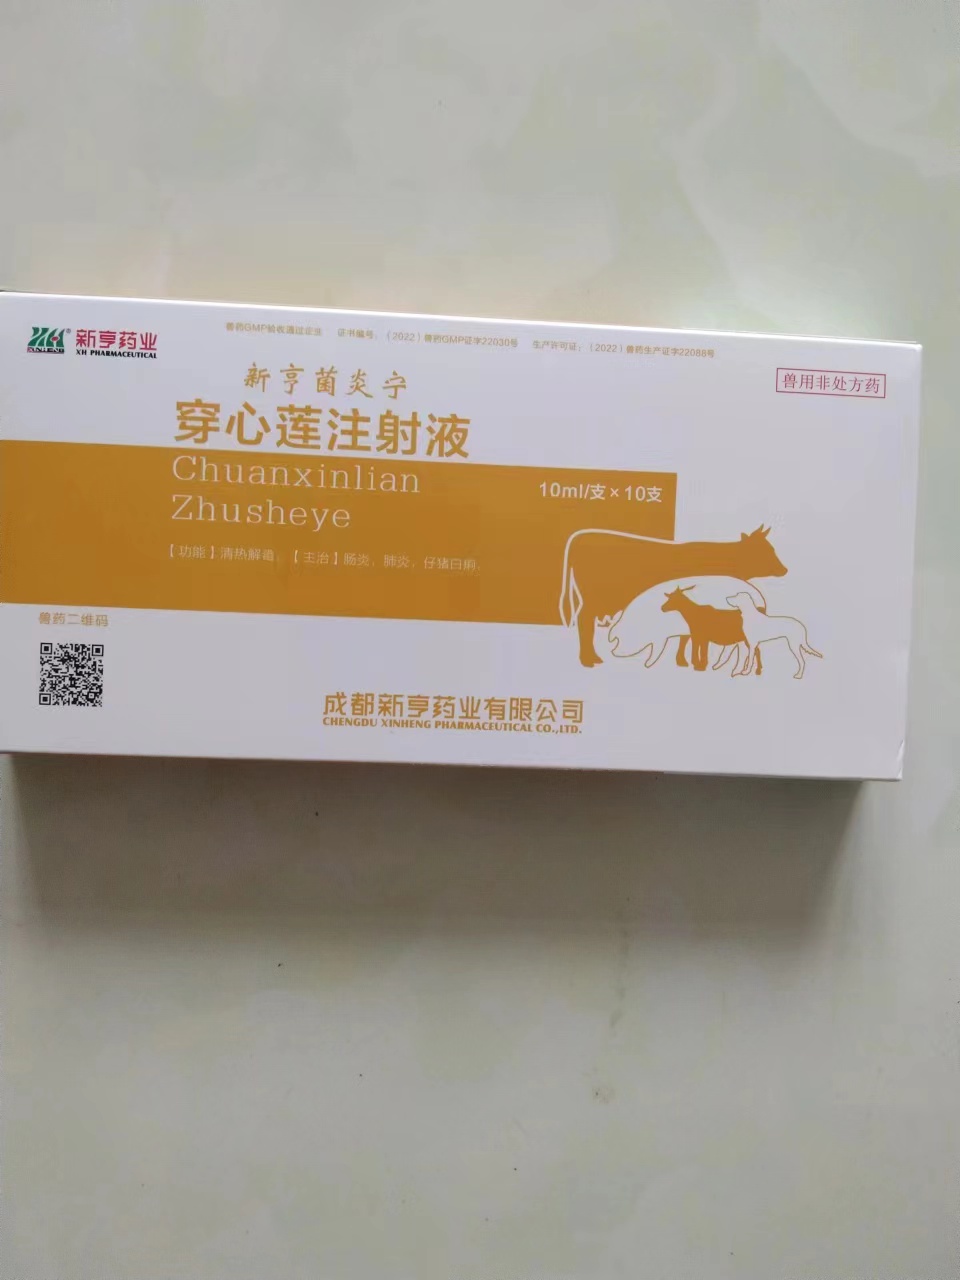 新亨药业
XH PHARMACEUTICAL
兽药GMP验收通过企业 证书编号：（2022）兽药GMP证字22030号 生产许可证：（2022）兽药生产证字22088号
兽用非处方药
新亨菌炎宁
穿心莲注射液
Chuanxinlian
Zhusheye
10ml/支×10支
【功能】清热解毒。【主治】肠炎，肺炎，仔猪白痢。
兽药二维码
成都新亨药业有限公司
CHENGDU XINHENG PHARMACEUTICAL CO.,LTD.